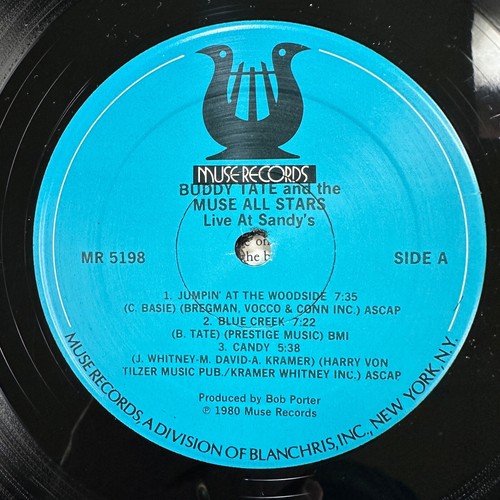 MUSE RECORDS
BUDDY TATE and the
MUSE ALL STARS
Live At Sandy's
MR 5198
SIDE A
1. JUMPIN' AT THE WOODSIDE 7:35
(C. BASIE) (BREGMAN, VOCCO & CONN INC.) ASCAP
2. BLUE CREEK 7:22
(B. TATE) (PRESTIGE MUSIC) BMI
3. CANDY 5:38
(J. WHITNEY-M. DAVID-A. KRAMER) (HARRY VON
TILZER MUSIC PUB./KRAMER WHITNEY INC.) ASCAP
Produced by Bob Porter
℗ 1980 Muse Records
MUSE RECORDS, A DIVISION OF BLANCHRIS, INC., NEW YORK, N.Y.